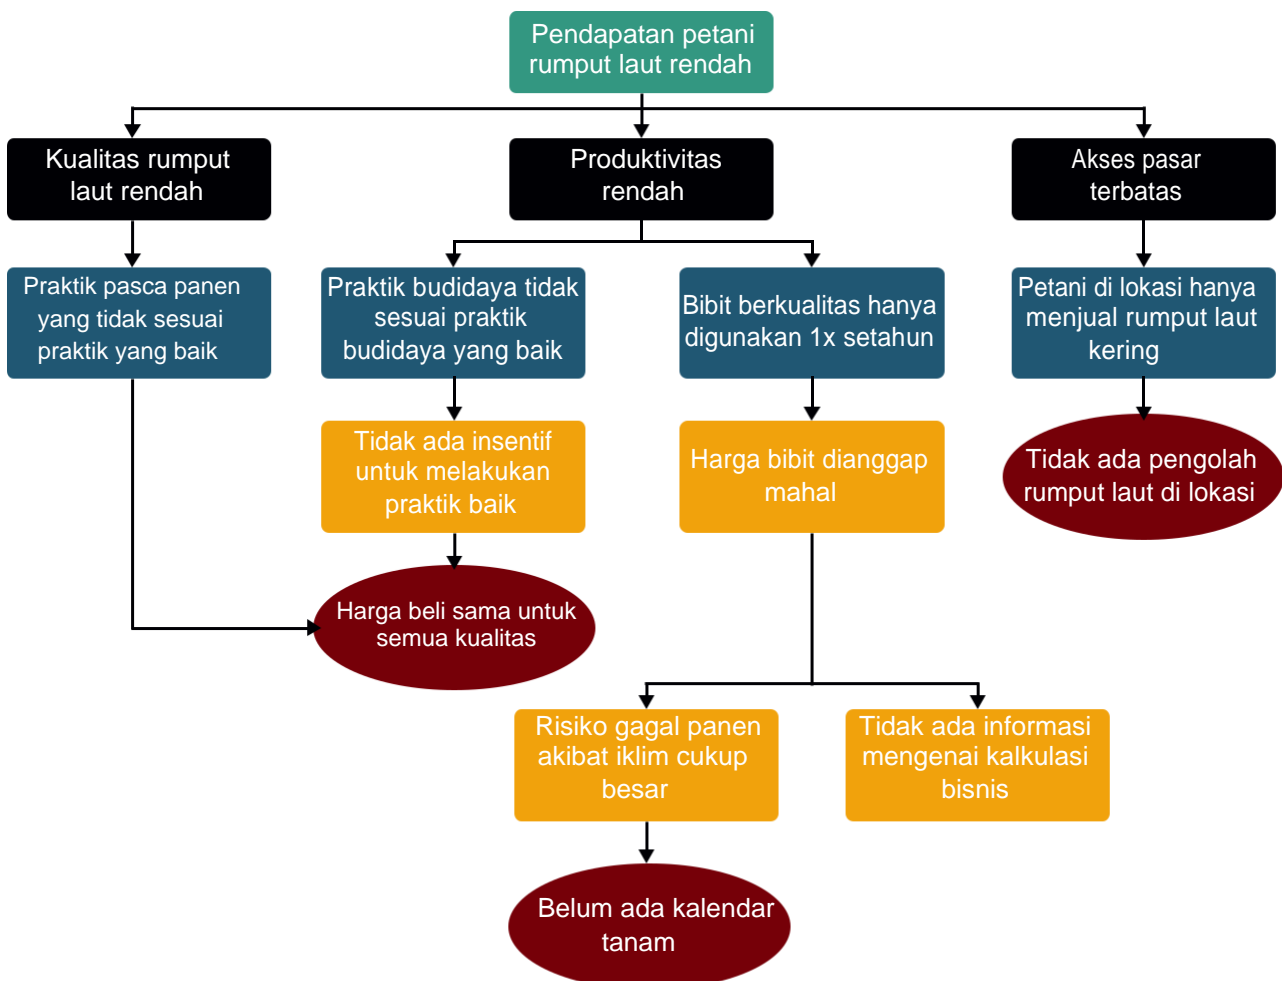 Pendapatan petani
rumput laut rendah
Kualitas rumput
laut rendah
Produktivitas
rendah
Akses pasar
terbatas
Praktik pasca panen
yang tidak sesuai
praktik yang baik
Praktik budidaya tidak
sesuai praktik
budidaya yang baik
Bibit berkualitas hanya
digunakan 1x setahun
Petani di lokasi hanya
menjual rumput laut
kering
Tidak ada insentif
untuk melakukan
praktik baik
Harga bibit dianggap
mahal
Tidak ada pengolah
rumput laut di lokasi
Harga beli sama untuk
semua kualitas
Risiko gagal panen
akibat iklim cukup
besar
Tidak ada informasi
mengenai kalkulasi
bisnis
Belum ada kalendar
tanam